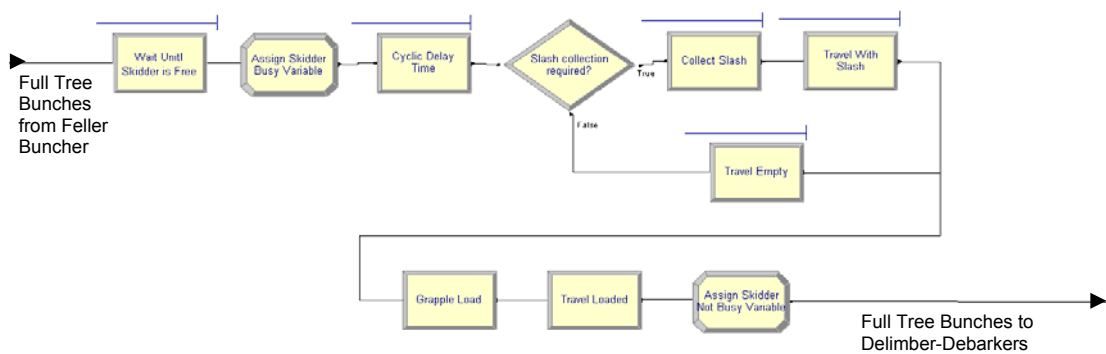 Wait Unitl
Skidder is Free
Assign Skidder
Busy Variable
Cyclic Delay
Time
Slash collection
required?
True
False
Collect Slash
Travel With
Slash
Travel Empty
Full Tree
Bunches
from Feller
Buncher
Grapple Load
Travel Loaded
Assign Skidder
Not Busy Variable
Full Tree Bunches to
Delimber-Debarkers